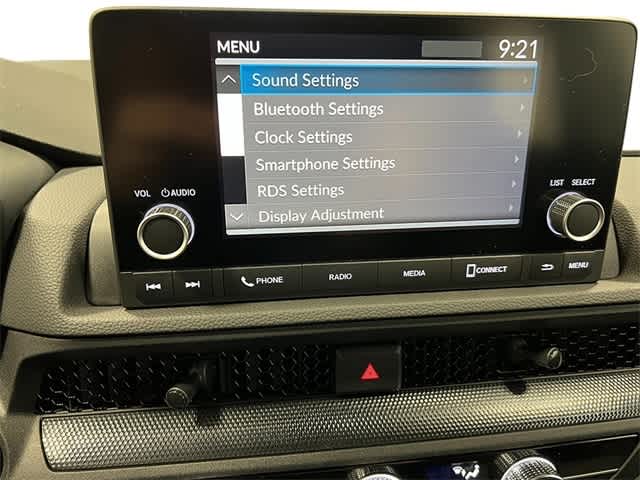 MENU 9:21
Sound Settings
Bluetooth Settings
Clock Settings
Smartphone Settings
RDS Settings
Display Adjustment
VOL AUDIO
LIST SELECT
PHONE RADIO MEDIA CONNECT MENU